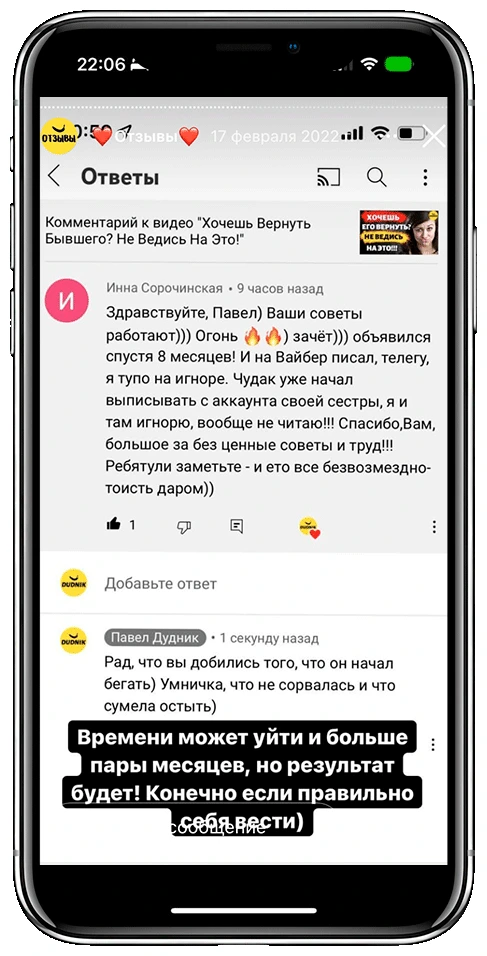 22:06
ОТЗЫВЫ
Отзывы
17 февраля 2022
Ответы
Комментарий к видео "Хочешь Вернуть
Бывшего? Не Ведись На Это!"
ХОЧЕШЬ
ЕГО ВЕРНУТЬ?
НЕ ВЕДИСЬ
НА ЭТО!!!
И
Инна Сорочинская • 9 часов назад
Здравствуйте, Павел) Ваши советы
работают))) Огонь 🔥🔥) зачёт))) объявился
спустя 8 месяцев! И на Вайбер писал, телегу,
я тупо на игноре. Чудак уже начал
выписывать с аккаунта своей сестры, я и
там игнорю, вообще не читаю!!! Спасибо,Вам,
большое за без ценные советы и труд!!!
Ребятули заметьте - и ето все безвозмездно-
тоисть даром))
1
DUDNIK
Добавьте ответ
DUDNIK
Павел Дудник • 1 секунду назад
Рад, что вы добились того, что он начал
бегать) Умничка, что не сорвалась и что
сумела остыть)
Времени может уйти и больше
пары месяцев, но результат
будет! Конечно если правильно
себя вести)
сообщение